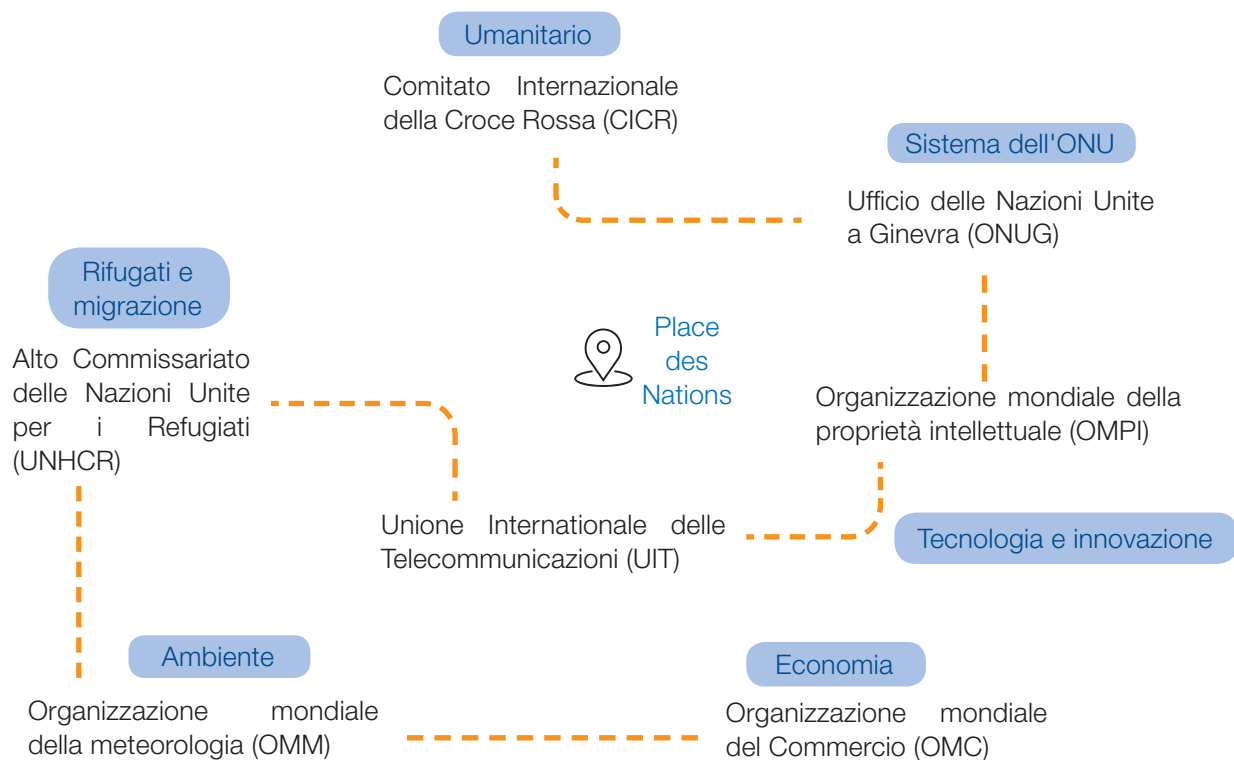 Umanitario
Comitato Internazionale
della Croce Rossa (CICR)
Sistema dell'ONU
Ufficio delle Nazioni Unite
a Ginevra (ONUG)
Rifugati e
migrazione
Alto Commissariato
delle Nazioni Unite
per i Refugiati
(UNHCR)
Place
des
Nations
Organizzazione mondiale della
proprietà intellettuale (OMPI)
Unione Internationale delle
Telecommunicazioni (UIT)
Tecnologia e innovazione
Ambiente
Organizzazione mondiale
della meteorologia (OMM)
Economia
Organizzazione mondiale
del Commercio (OMC)